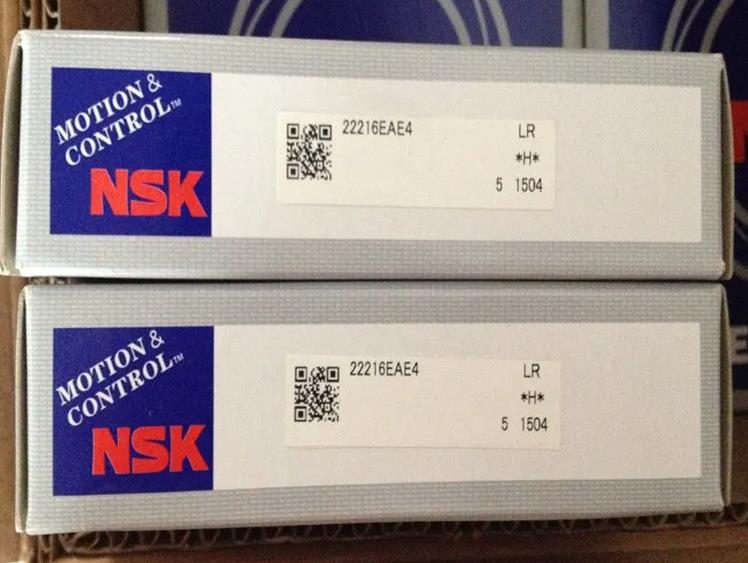 MOTION &
CONTROL™
NSK
22216EAE4 LR
*H*
5 1504
MOTION &
CONTROL™
NSK
22216EAE4 LR
*H*
5 1504
E